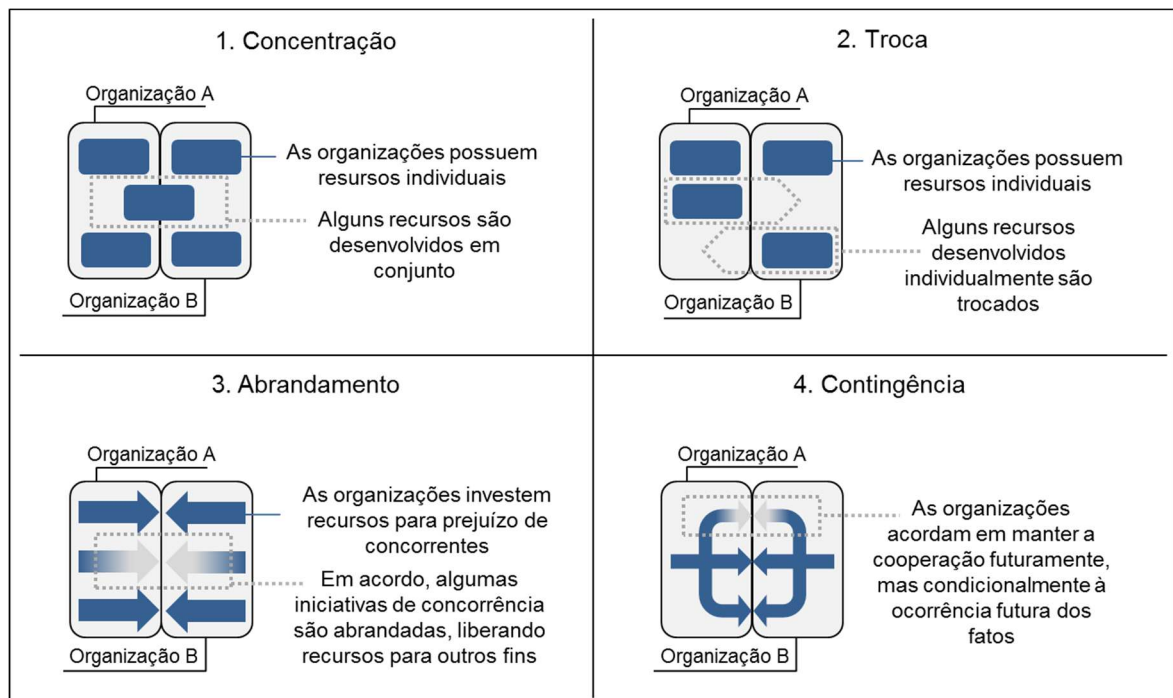 1. Concentração
Organização A
As organizações possuem
resursos individuais
Alguns recursos são
desenvolvidos em
conjunto
Organização B
2. Troca
Organização A
As organizações possuem
resursos individuais
Alguns recursos
desenvolvidos
individualmente são
trocados
Organização B
3. Abrandamento
Organização A
As organizações investem
recursos para prejuízo de
concorrentes
Em acordo, algumas
iniciativas de concorrência
são abrandadas, liberando
recursos para outros fins
Organização B
4. Contingência
Organização A
As organizações
acordam em manter a
cooperação futuramente,
mas condicionalmente à
ocorrência futura dos
fatos
Organização B